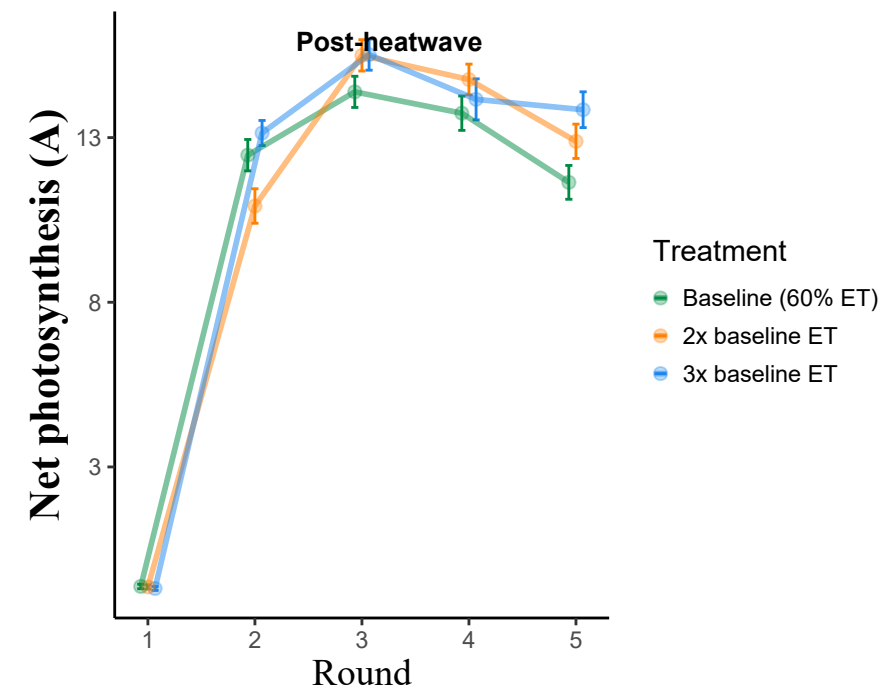 Post-heatwave
Net photosynthesis (A)
13
8
3
1 2 3 4 5
Round
Treatment
Baseline (60% ET)
2x baseline ET
3x baseline ET